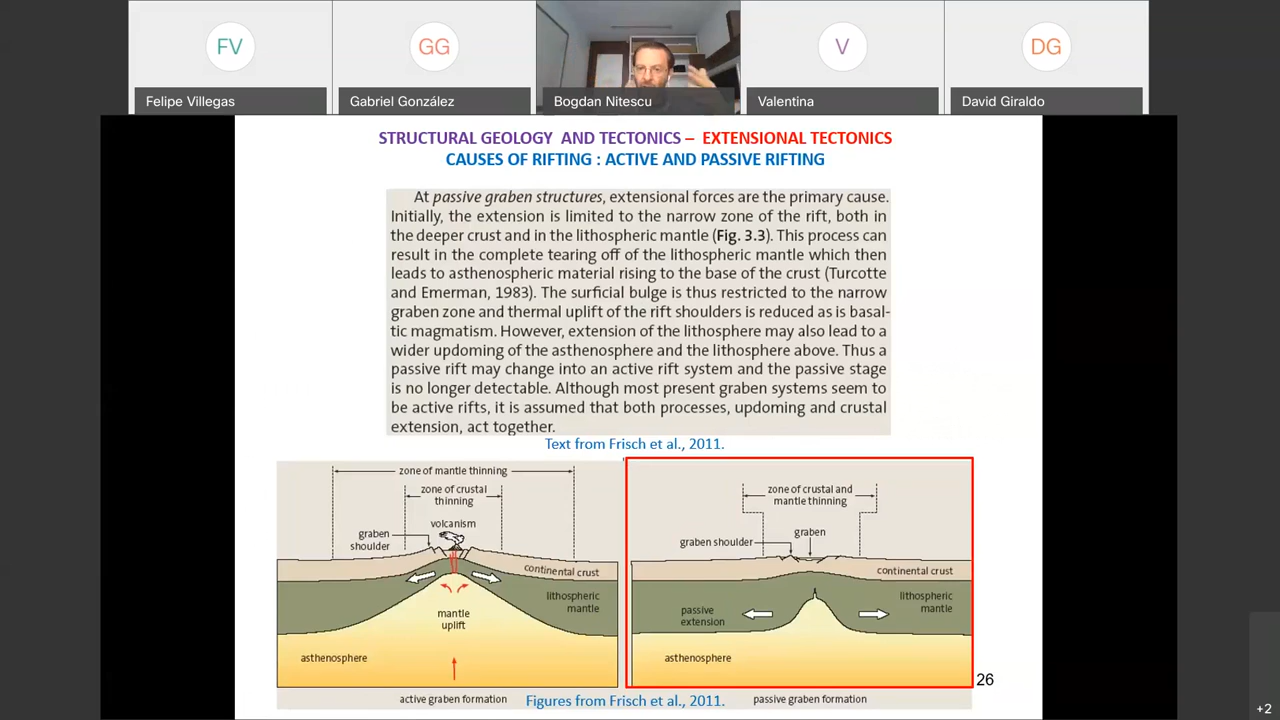 FV
GG
V
DG
Felipe Villegas
Gabriel González
Bogdan Nitescu
Valentina
David Giraldo
STRUCTURAL GEOLOGY AND TECTONICS – EXTENSIONAL TECTONICS
CAUSES OF RIFTING : ACTIVE AND PASSIVE RIFTING
At passive graben structures, extensional forces are the primary cause.
Initially, the extension is limited to the narrow zone of the rift, both in
the deeper crust and in the lithospheric mantle (Fig. 3.3). This process can
result in the complete tearing off of the lithospheric mantle which then
leads to asthenospheric material rising to the base of the crust (Turcotte
and Emerman, 1983). The surficial bulge is thus restricted to the narrow
graben zone and thermal uplift of the rift shoulders is reduced as is basal-
tic magmatism. However, extension of the lithosphere may also lead to a
wider updoming of the asthenosphere and the lithosphere above. Thus a
passive rift may change into an active rift system and the passive stage
is no longer detectable. Although most present graben systems seem to
be active rifts, it is assumed that both processes, updoming and crustal
extension, act together.
Text from Frisch et al., 2011.
zone of mantle thinning
zone of crustal
thinning
volcanism
graben
shoulder
continental crust
lithospheric
mantle
mantle
uplift
asthenosphere
active graben formation
zone of crustal and
mantle thinning
graben
graben shoulder
continental crust
lithospheric
mantle
passive
extension
asthenosphere
passive graben formation
Figures from Frisch et al., 2011.
26
+2